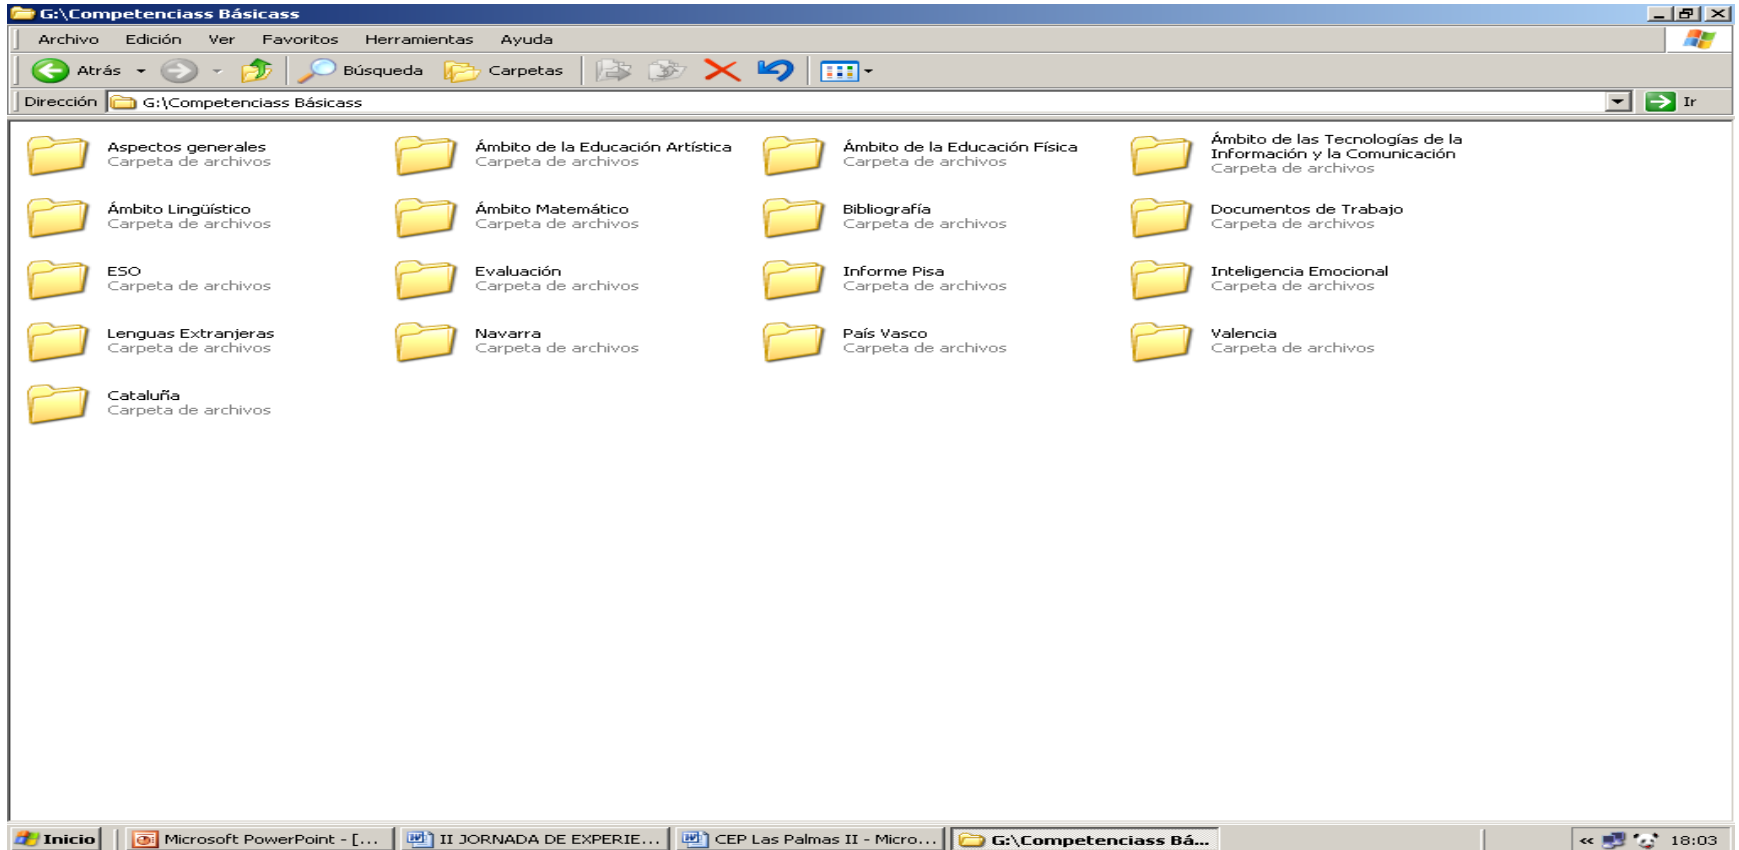 G:\Competenciass Básicass
Archivo Edición Ver Favoritos Herramientas Ayuda
Atrás Búsqueda Carpetas
Dirección G:\Competenciass Básicass Ir
Aspectos generales
Carpeta de archivos
Ámbito de la Educación Artística
Carpeta de archivos
Ámbito de la Educación Física
Carpeta de archivos
Ámbito de las Tecnologías de la
Información y la Comunicación
Carpeta de archivos
Ámbito Lingüístico
Carpeta de archivos
Ámbito Matemático
Carpeta de archivos
Bibliografía
Carpeta de archivos
Documentos de Trabajo
Carpeta de archivos
ESO
Carpeta de archivos
Evaluación
Carpeta de archivos
Informe Pisa
Carpeta de archivos
Inteligencia Emocional
Carpeta de archivos
Lenguas Extranjeras
Carpeta de archivos
Navarra
Carpeta de archivos
País Vasco
Carpeta de archivos
Valencia
Carpeta de archivos
Cataluña
Carpeta de archivos
Inicio Microsoft PowerPoint - [... II JORNADA DE EXPERIE... CEP Las Palmas II - Micro... G:\Competenciass Bá... « 18:03